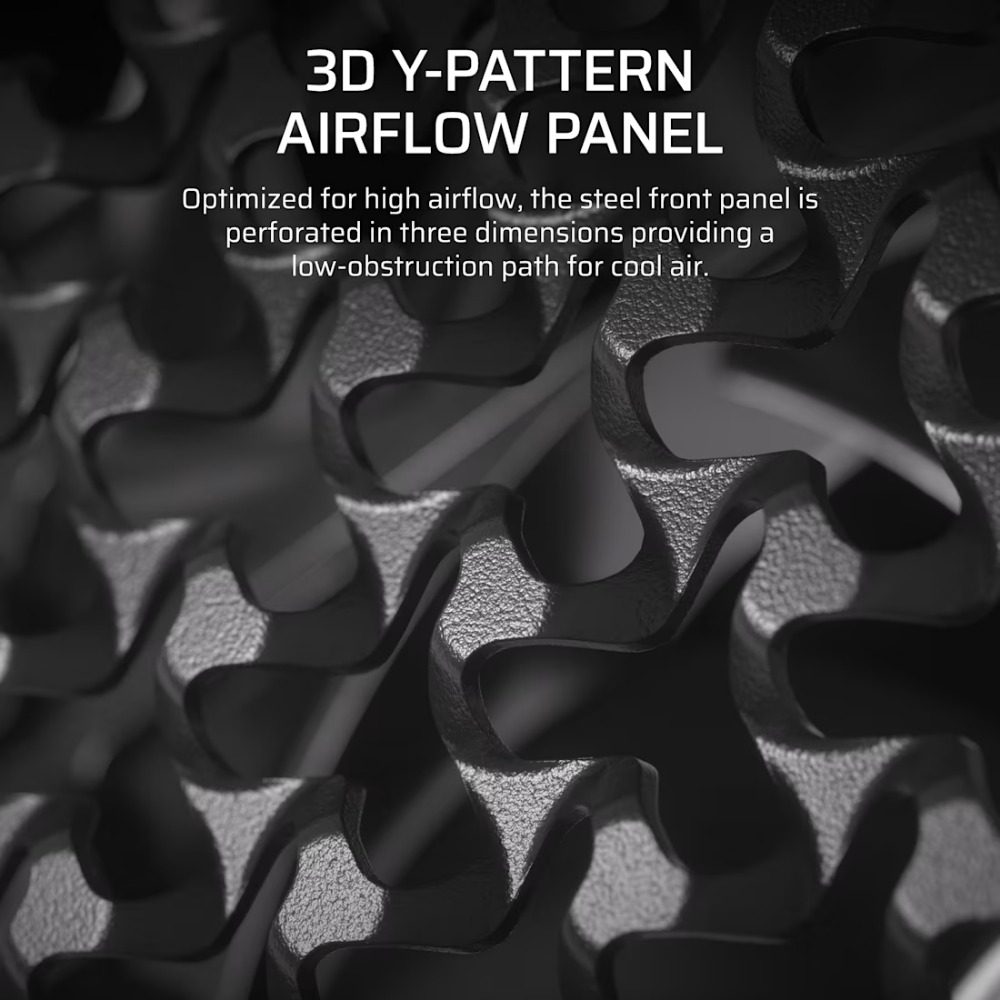 3D Y-PATTERN
AIRFLOW PANEL
Optimized for high airflow, the steel front panel is
perforated in three dimensions providing a
low-obstruction path for cool air.